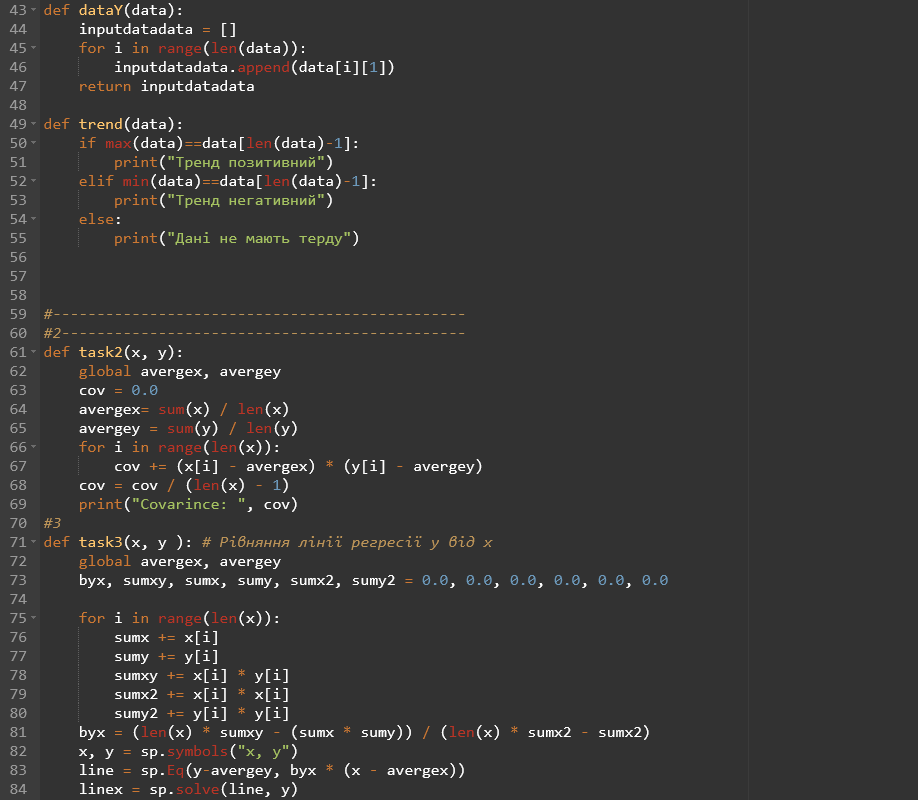 43 def dataY(data):
44     inputdatadata = []
45     for i in range(len(data)):
46         inputdatadata.append(data[i][1])
47     return inputdatadata
48
49 def trend(data):
50     if max(data)==data[len(data)-1]:
51         print("Тренд позитивний")
52     elif min(data)==data[len(data)-1]:
53         print("Тренд негативний")
54     else:
55         print("Дані не мають терду")
56
57
58
59 #-----------------------------------------------
60 #2----------------------------------------------
61 def task2(x, y):
62     global avergex, avergey
63     cov = 0.0
64     avergex= sum(x) / len(x)
65     avergey = sum(y) / len(y)
66     for i in range(len(x)):
67         cov += (x[i] - avergex) * (y[i] - avergey)
68     cov = cov / (len(x) - 1)
69     print("Covarince: ", cov)
70 #3
71 def task3(x, y ): # Рівняння лінії регресії y від x
72     global avergex, avergey
73     byx, sumxy, sumx, sumy, sumx2, sumy2 = 0.0, 0.0, 0.0, 0.0, 0.0, 0.0
74
75     for i in range(len(x)):
76         sumx += x[i]
77         sumy += y[i]
78         sumxy += x[i] * y[i]
79         sumx2 += x[i] * x[i]
80         sumy2 += y[i] * y[i]
81     byx = (len(x) * sumxy - (sumx * sumy)) / (len(x) * sumx2 - sumx2)
82     x, y = sp.symbols("x, y")
83     line = sp.Eq(y-avergey, byx * (x - avergex))
84     linex = sp.solve(line, y)